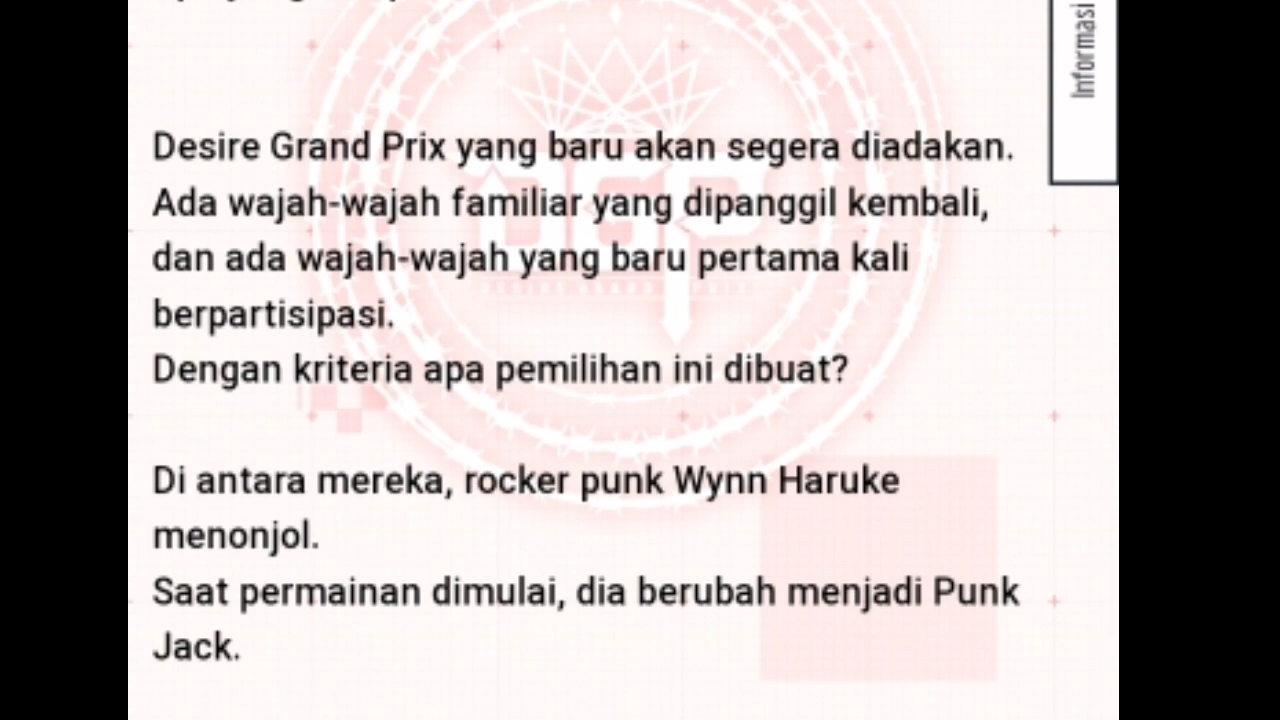 Informasi
Desire Grand Prix yang baru akan segera diadakan.
Ada wajah-wajah familiar yang dipanggil kembali,
dan ada wajah-wajah yang baru pertama kali
berpartisipasi.
Dengan kriteria apa pemilihan ini dibuat?
Di antara mereka, rocker punk Wynn Haruke
menonjol.
Saat permainan dimulai, dia berubah menjadi Punk
Jack.
DGP